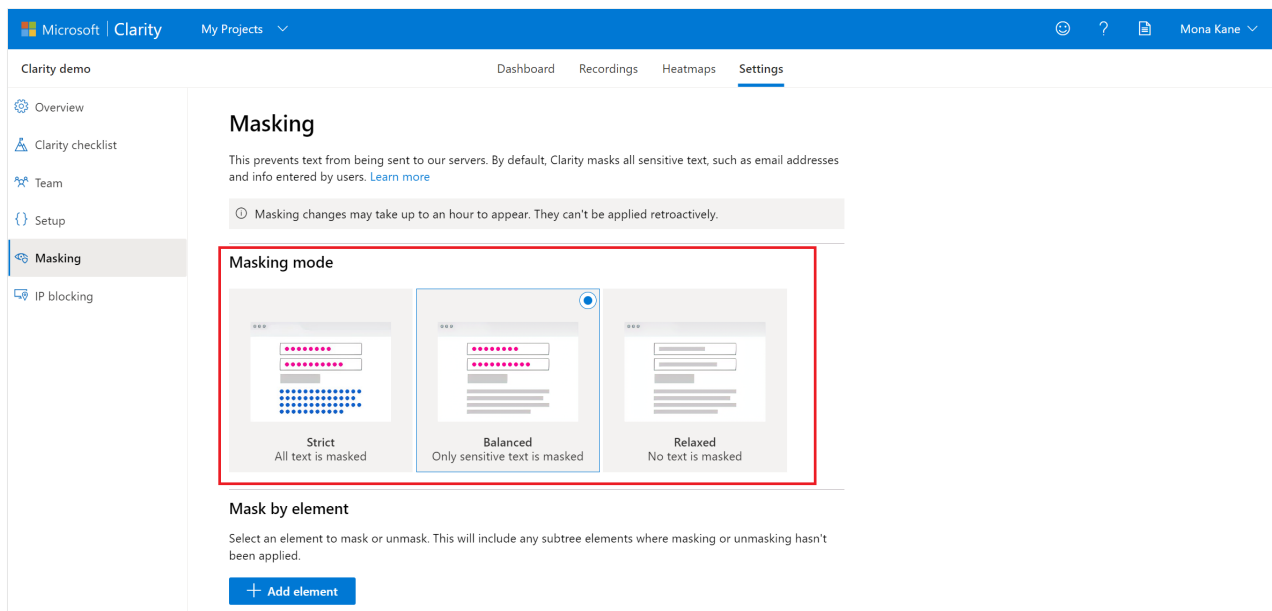 Microsoft | Clarity My Projects Mona Kane
Clarity demo Dashboard Recordings Heatmaps Settings
Overview
Clarity checklist
Team
Setup
Masking
IP blocking
Masking
This prevents text from being sent to our servers. By default, Clarity masks all sensitive text, such as email addresses
and info entered by users. Learn more
Masking changes may take up to an hour to appear. They can't be applied retroactively.
Masking mode
Strict
All text is masked
Balanced
Only sensitive text is masked
Relaxed
No text is masked
Mask by element
Select an element to mask or unmask. This will include any subtree elements where masking or unmasking hasn't
been applied.
+ Add element